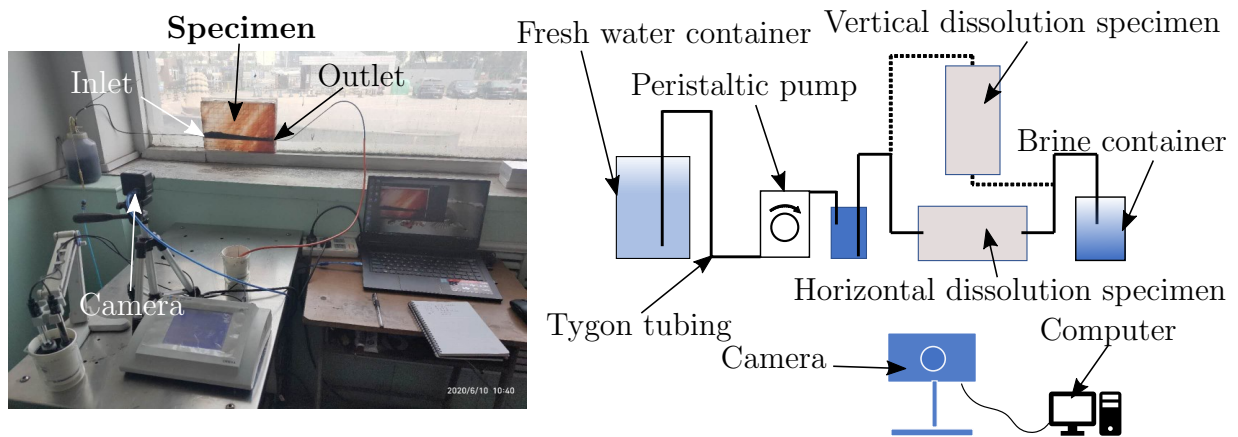 Specimen
Inlet
Outlet
Camera
2020/6/10 10:40
Vertical dissolution specimen
Fresh water container
Peristaltic pump
Brine container
Horizontal dissolution specimen
Tygon tubing
Computer
Camera